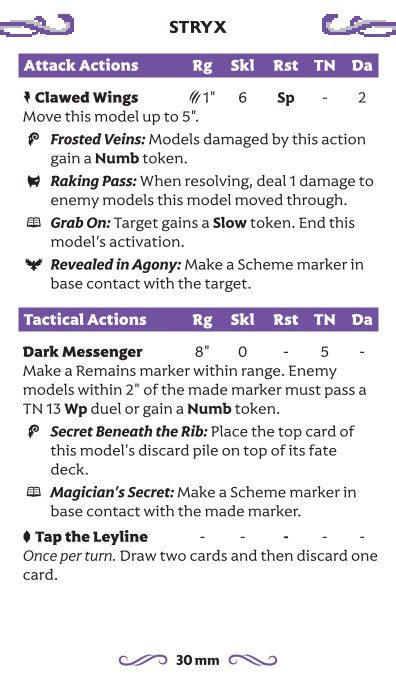 STRYX
Attack Actions Rg Skl Rst TN Da
Clawed Wings 1" 6 Sp - 2
Move this model up to 5".
Frosted Veins: Models damaged by this action
gain a Numb token.
Raking Pass: When resolving, deal 1 damage to
enemy models this model moved through.
Grab On: Target gains a Slow token. End this
model's activation.
Revealed in Agony: Make a Scheme marker in
base contact with the target.
Tactical Actions Rg Skl Rst TN Da
Dark Messenger 8" 0 - 5 -
Make a Remains marker within range. Enemy
models within 2" of the made marker must pass a
TN 13 Wp duel or gain a Numb token.
Secret Beneath the Rib: Place the top card of
this model's discard pile on top of its fate
deck.
Magician's Secret: Make a Scheme marker in
base contact with the made marker.
Tap the Leyline - - - - -
Once per turn. Draw two cards and then discard one
card.
30 mm